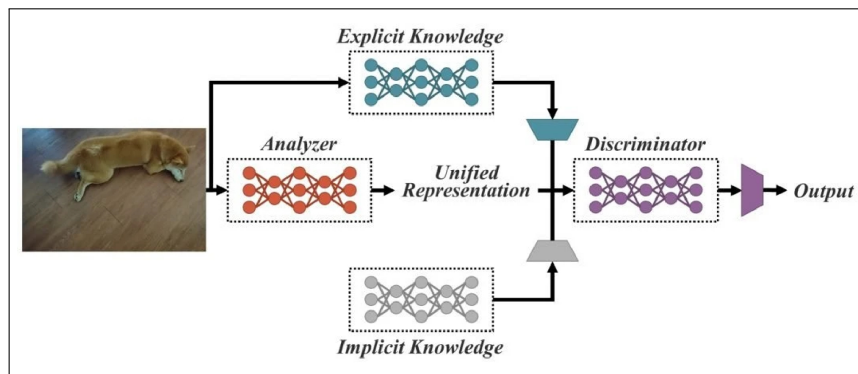 Explicit Knowledge
Analyzer
Unified
Representation
Discriminator
Output
Implicit Knowledge